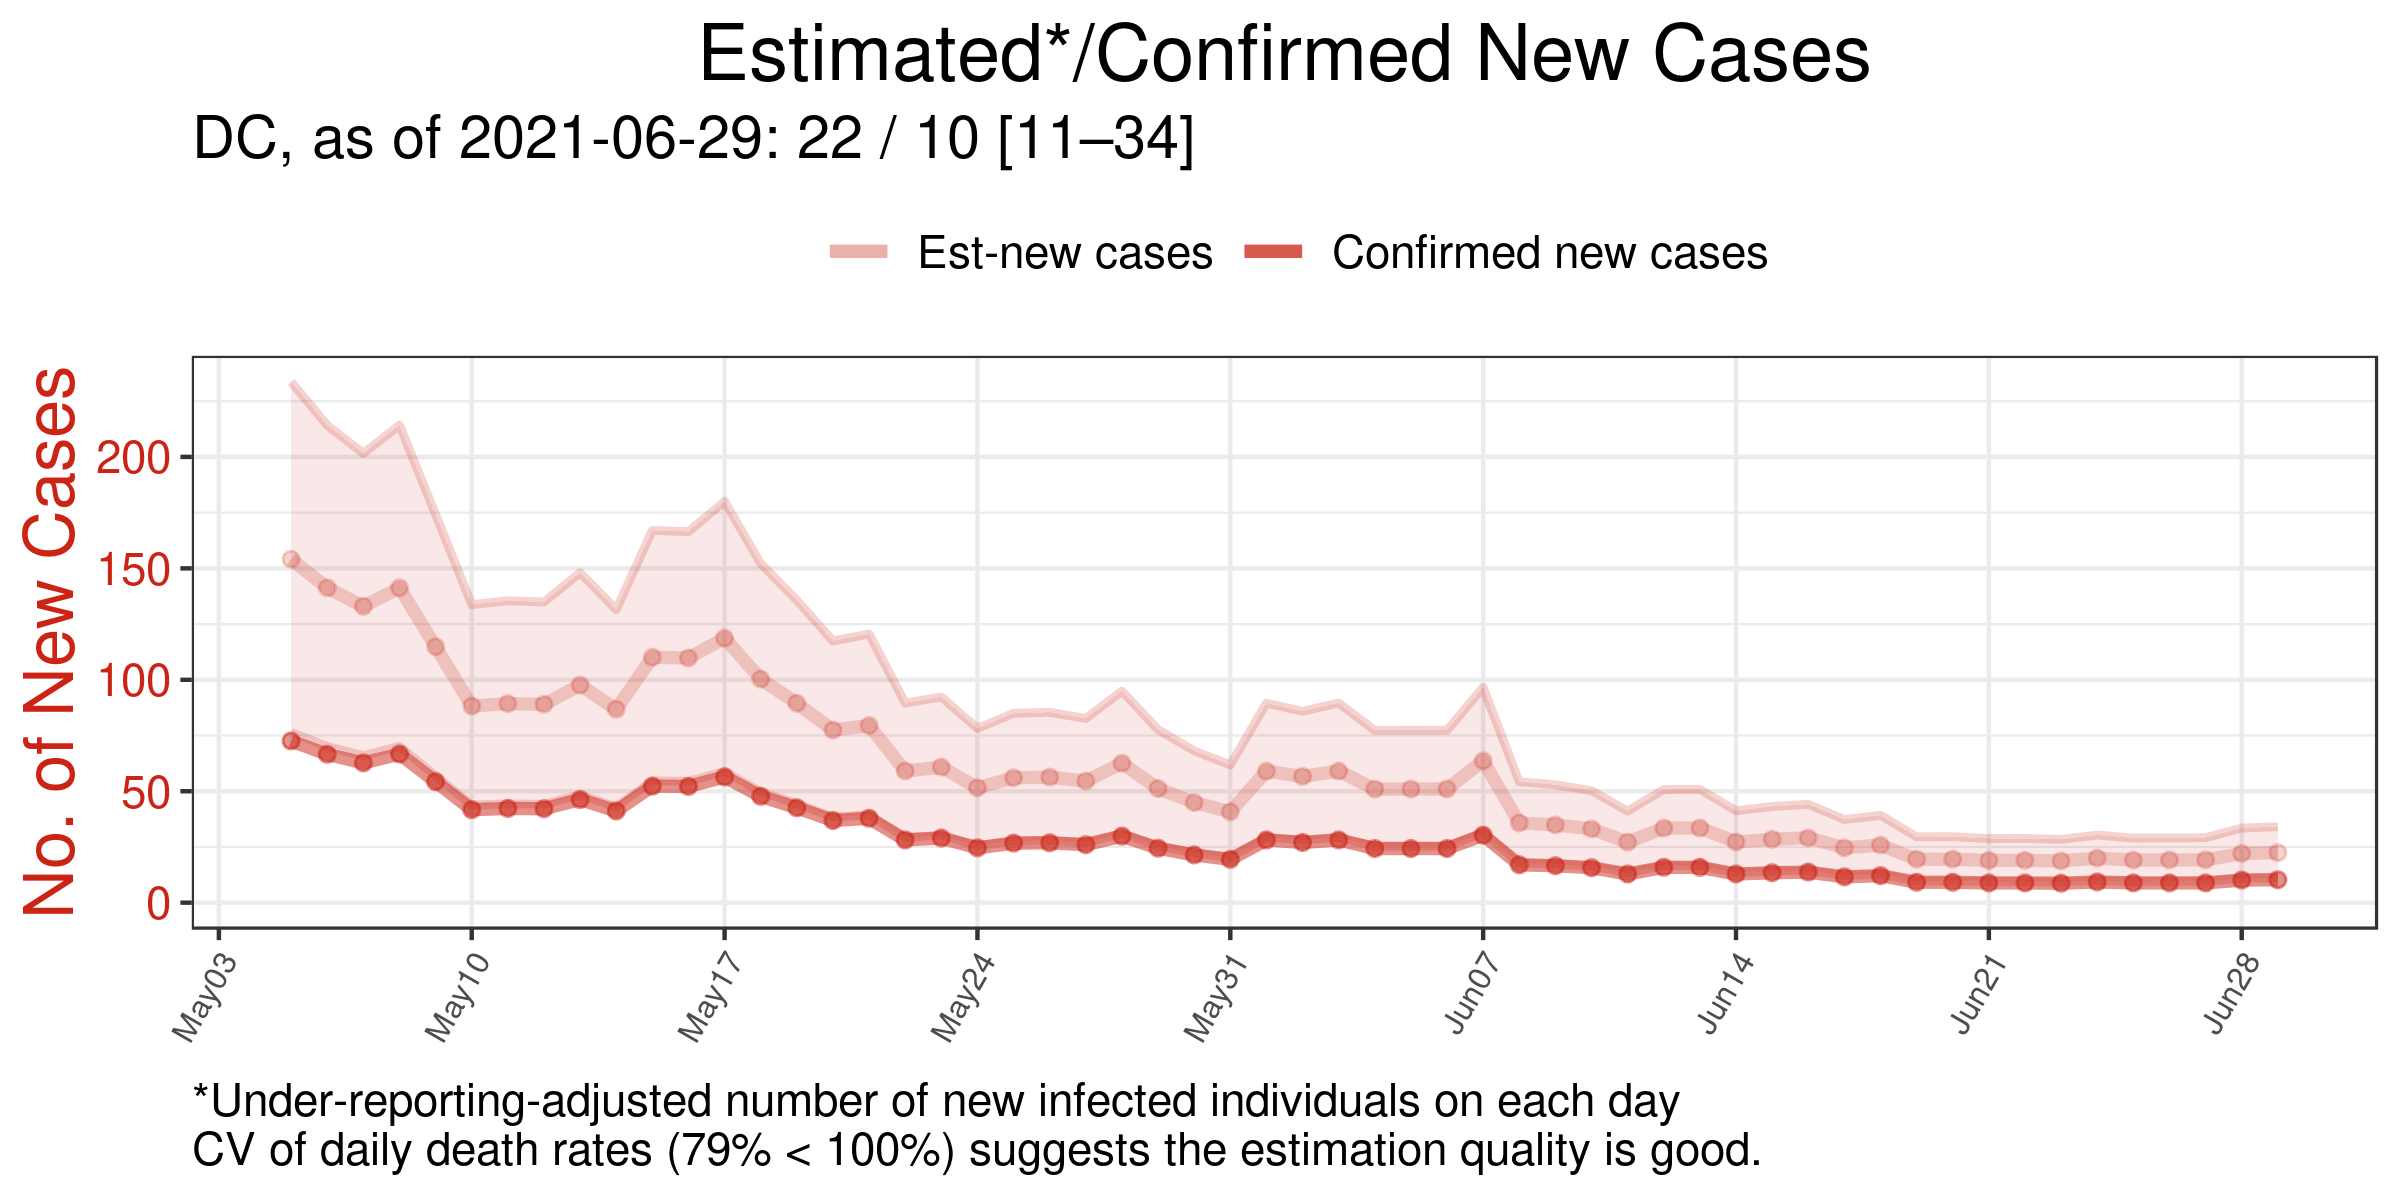 Estimated*/Confirmed New Cases
DC, as of 2021-06-29: 22 / 10 [11–34]
Est-new cases Confirmed new cases
No. of New Cases
200
150
100
50
0
May03 May10 May17 May24 May31 Jun07 Jun14 Jun21 Jun28
*Under-reporting-adjusted number of new infected individuals on each day
CV of daily death rates (79% < 100%) suggests the estimation quality is good.